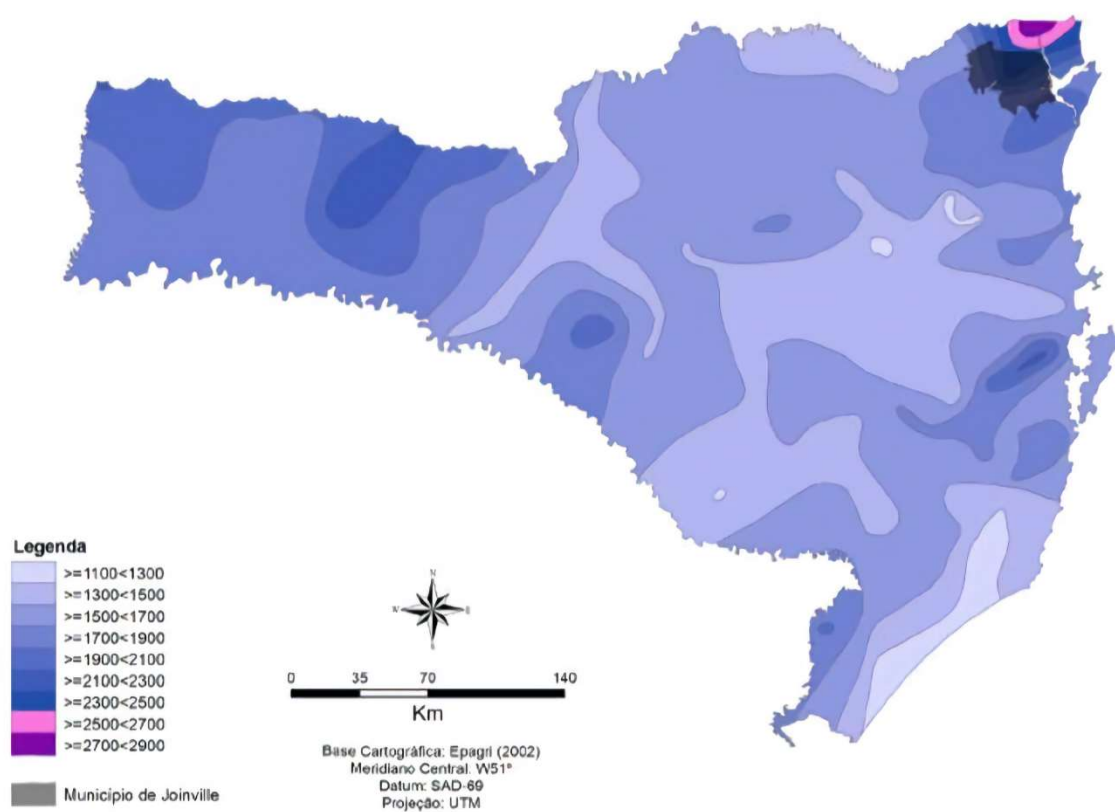 Legenda
>=1100<1300
>=1300<1500
>=1500<1700
>=1700<1900
>=1900<2100
>=2100<2300
>=2300<2500
>=2500<2700
>=2700<2900
Município de Joinville
N
W E
S
0 35 70 140
Km
Base Cartográfica: Epagri (2002)
Meridiano Central. W51º
Datum: SAD-69
Projeção: UTM